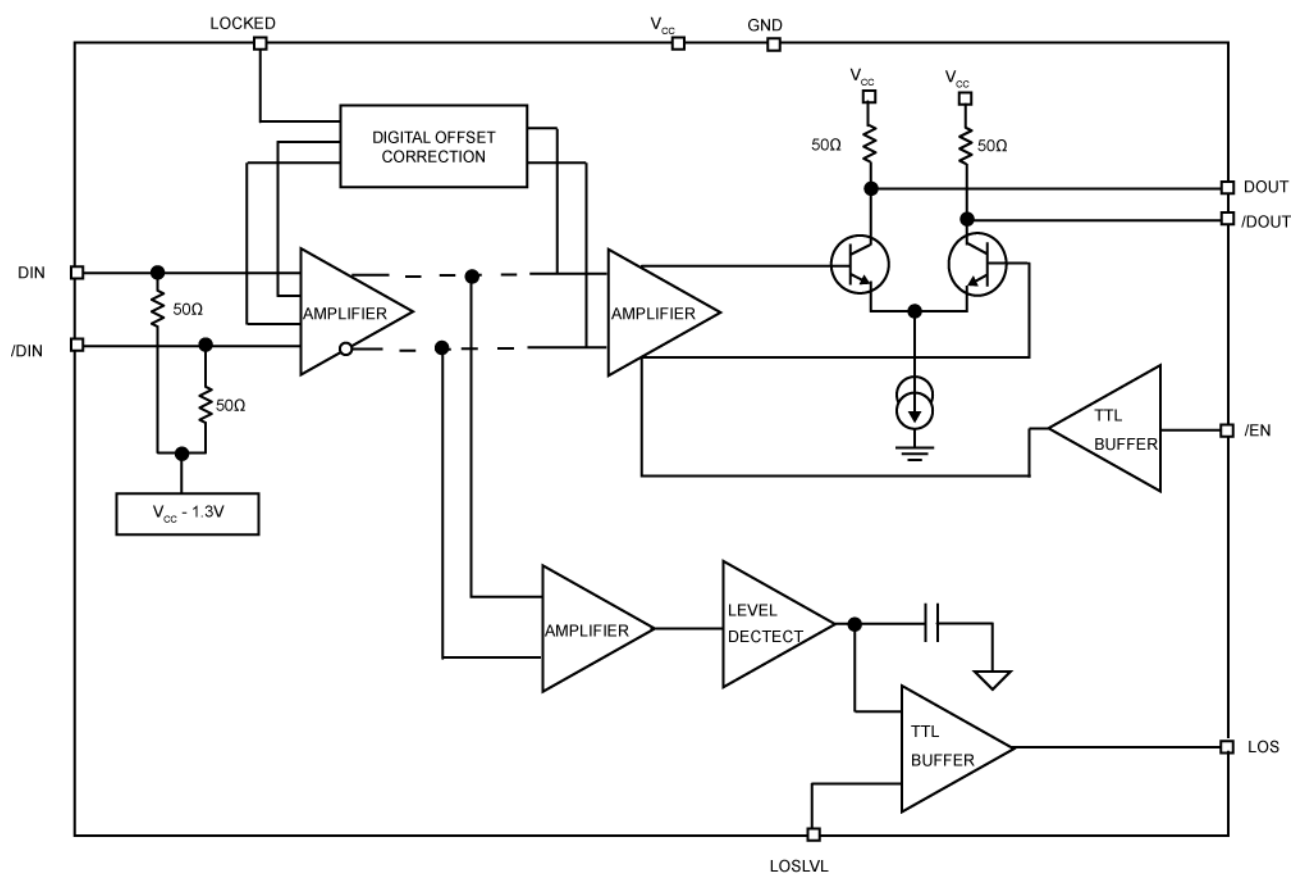 LOCKED
VCC
GND
VCC
VCC
DIGITAL OFFSET
CORRECTION
50Ω
50Ω
DOUT
/DOUT
DIN
50Ω
AMPLIFIER
AMPLIFIER
/DIN
50Ω
TTL
BUFFER
/EN
VCC - 1.3V
LEVEL
DECTECT
AMPLIFIER
TTL
BUFFER
LOS
LOSLVL